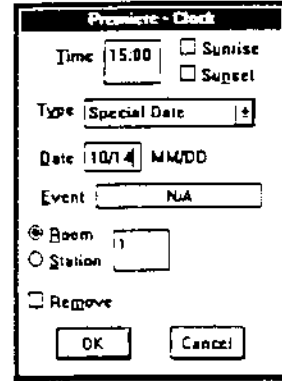 Premiere - Clock
Time 15:00 Sunrise
Sunset
Type Special Date
Date 10/14 MM/DD
Event N/A
Room 1
Station
Remove
OK Cancel